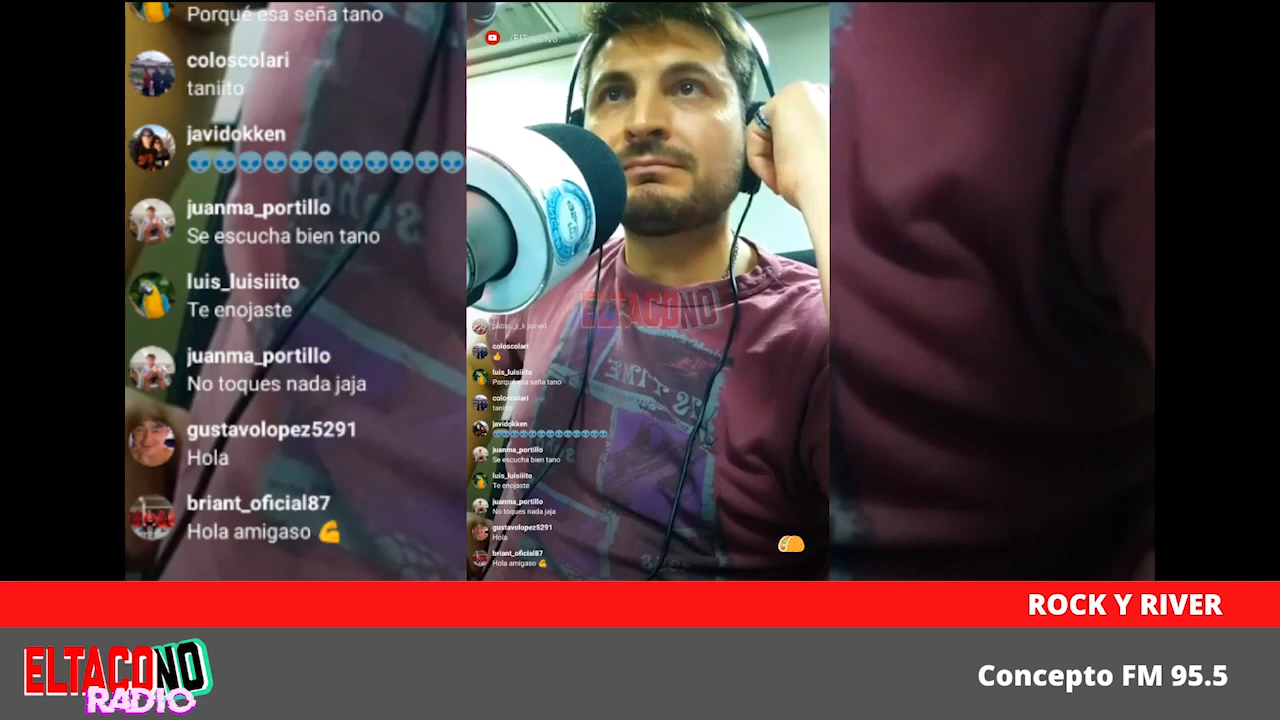 Porqué esa seña tano
coloscolari
taniito
javidokken
👽👽👽👽👽👽👽👽👽👽👽
juanma_portillo
Se escucha bien tano
luis_luisiiito
Te enojaste
juanma_portillo
No toques nada jaja
gustavolopez5291
Hola
briant_oficial87
Hola amigaso 💪
/ElTacoNo
ELTACONO
pablo_y_k joined
coloscolari
👍
luis_luisiiito
Porqué esa seña tano
coloscolari
taniito
javidokken
👽👽👽👽👽👽👽👽👽👽👽👽👽
juanma_portillo
Se escucha bien tano
luis_luisiiito
Te enojaste
juanma_portillo
No toques nada jaja
gustavolopez5291
Hola
briant_oficial87
Hola amigaso 💪
ROCK Y RIVER
ELTACONO
RADIO
Concepto FM 95.5